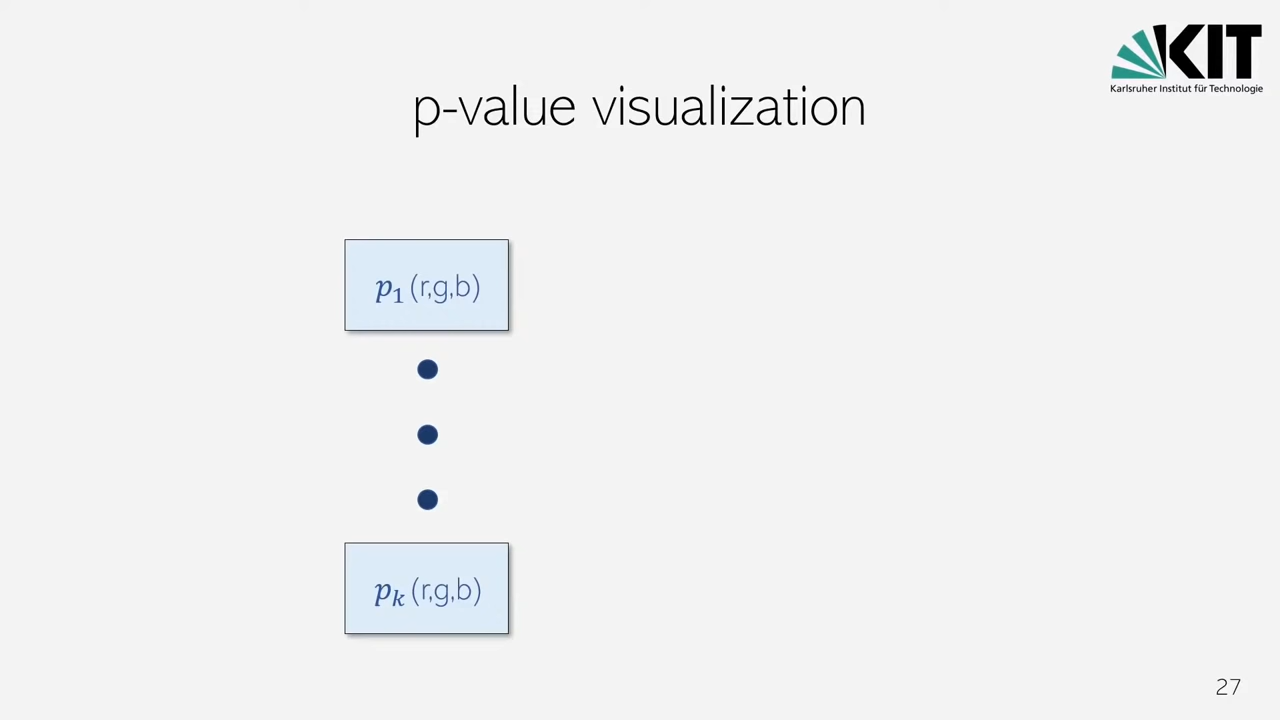 KIT
Karlsruher Institut für Technologie
p-value visualization
p₁ (r,g,b)
pₖ (r,g,b)
27